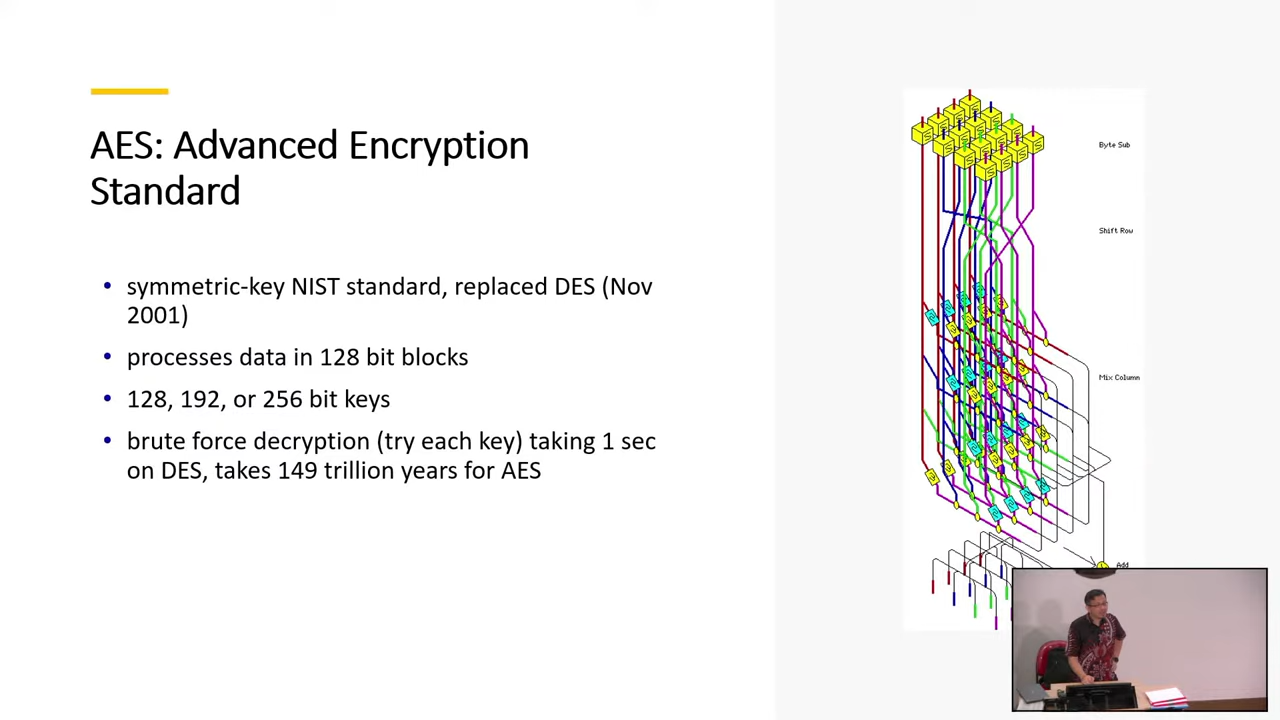 AES: Advanced Encryption
Standard
• symmetric-key NIST standard, replaced DES (Nov
2001)
• processes data in 128 bit blocks
• 128, 192, or 256 bit keys
• brute force decryption (try each key) taking 1 sec
on DES, takes 149 trillion years for AES
Byte Sub
Shift Row
Mix Column
Add